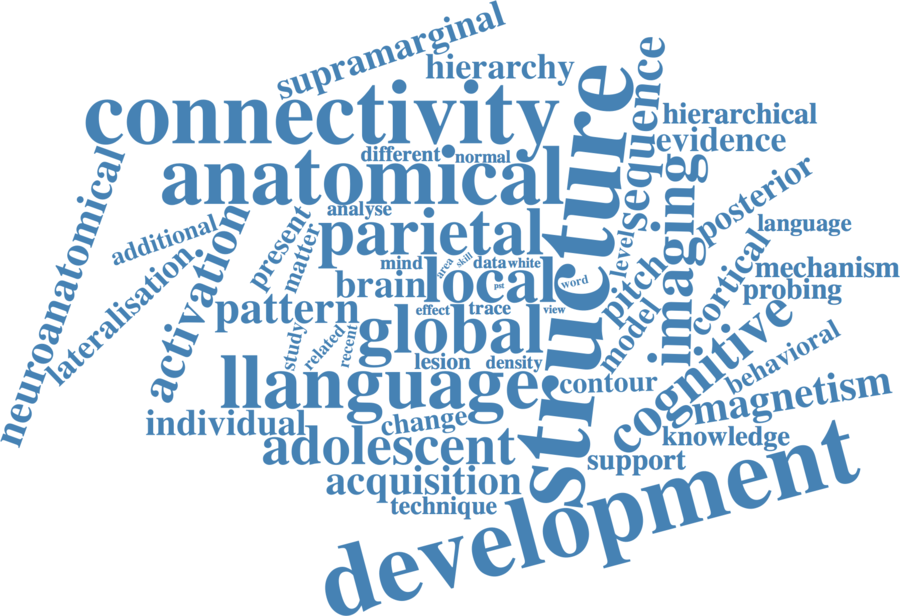 supramarginal
hierarchy
connectivity
structure
sequence
hierarchical
evidence
different
normal
anatomical
neuroanatomical
imaging
posterior
additional
activation
present
analyse
parietal
matter
level
language
lateralisation
mind
area
skill
data
white
word
pitch
cortical
mechanism
brain
local
pst
probing
pattern
effect
trace
view
model
global
cognitive
study
related
recent
lesion
density
behavioral
llanguage
contour
magnetism
individual
change
adolescent
knowledge
support
acquisition
technique
development